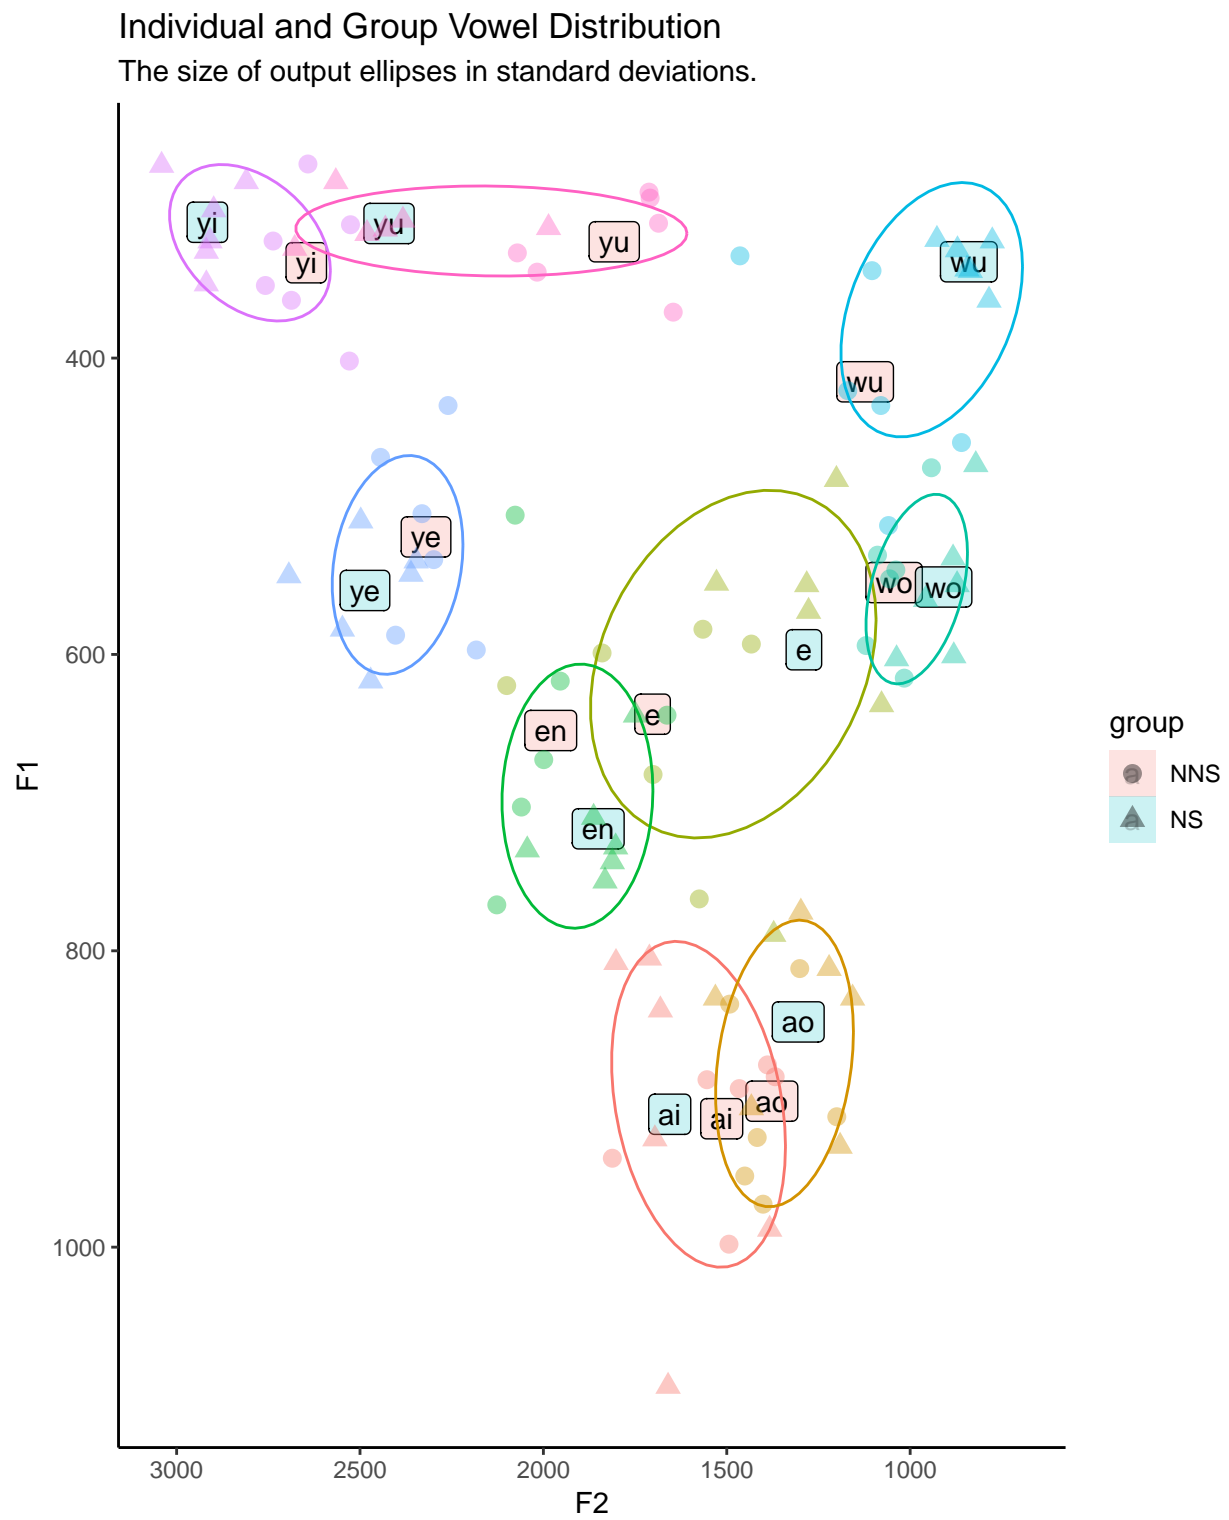 Individual and Group Vowel Distribution
The size of output ellipses in standard deviations.
yi
yu
yu
yi
wu
wu
400
ye
ye
wo
wo
e
600
e
en
en
group
a NNS
a NS
F1
800
ao
ao
ai
ai
1000
3000 2500 2000 1500 1000
F2